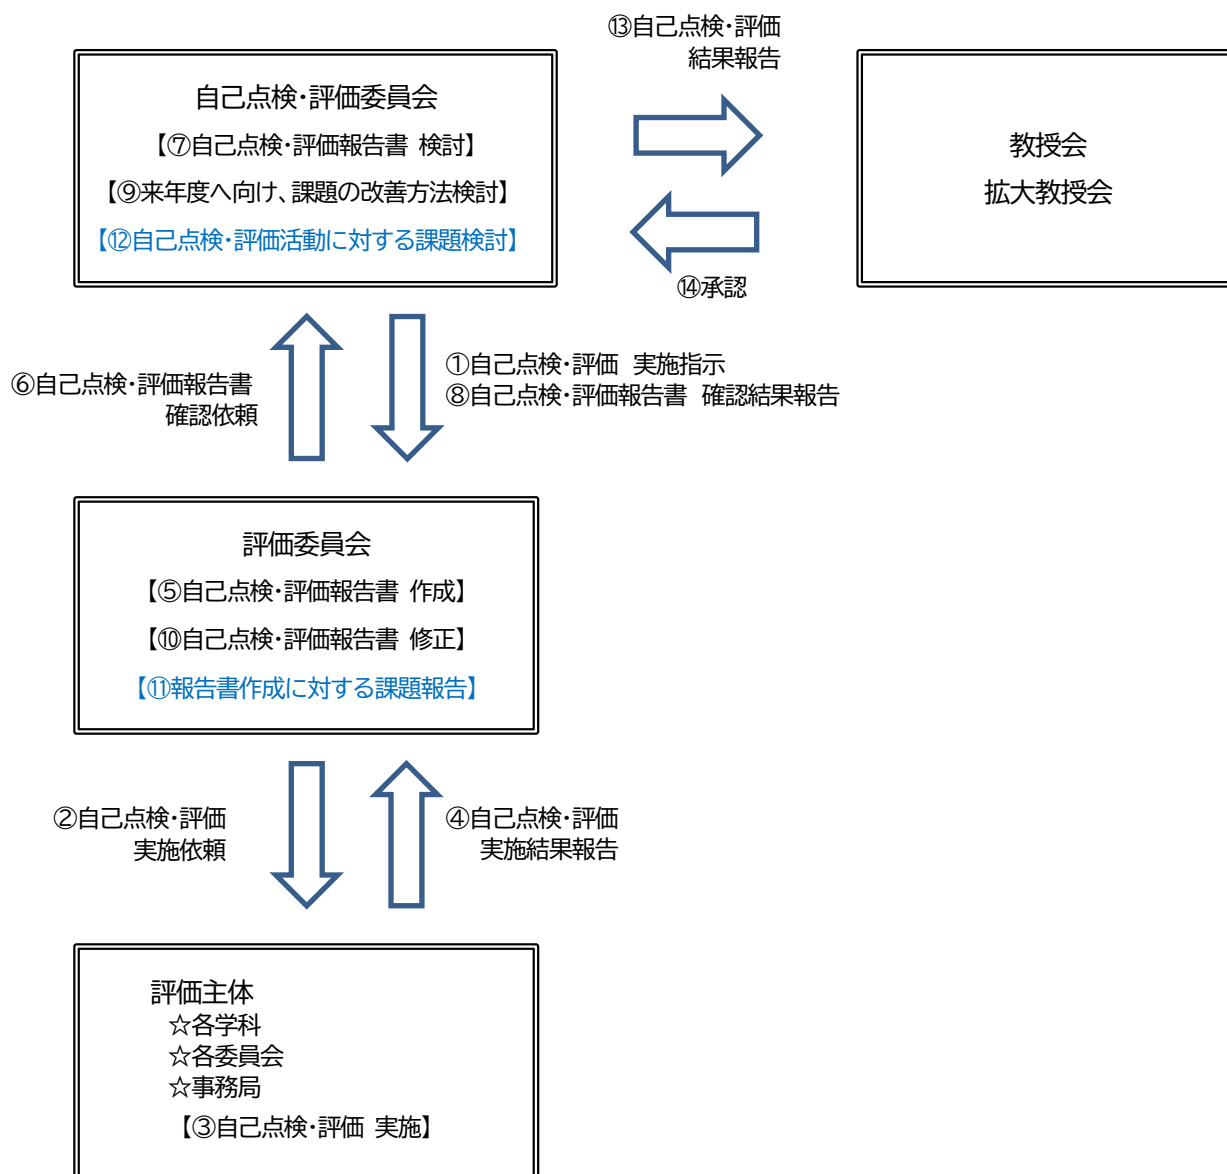 ⑬自己点検・評価
結果報告
自己点検・評価委員会
【⑦自己点検・評価報告書 検討】
【⑨来年度へ向け、課題の改善方法検討】
【⑫自己点検・評価活動に対する課題検討】
教授会
拡大教授会
⑭承認
⑥自己点検・評価報告書
確認依頼
①自己点検・評価 実施指示
⑧自己点検・評価報告書 確認結果報告
評価委員会
【⑤自己点検・評価報告書 作成】
【⑩自己点検・評価報告書 修正】
【⑪報告書作成に対する課題報告】
②自己点検・評価
実施依頼
④自己点検・評価
実施結果報告
評価主体
☆各学科
☆各委員会
☆事務局
【③自己点検・評価 実施】